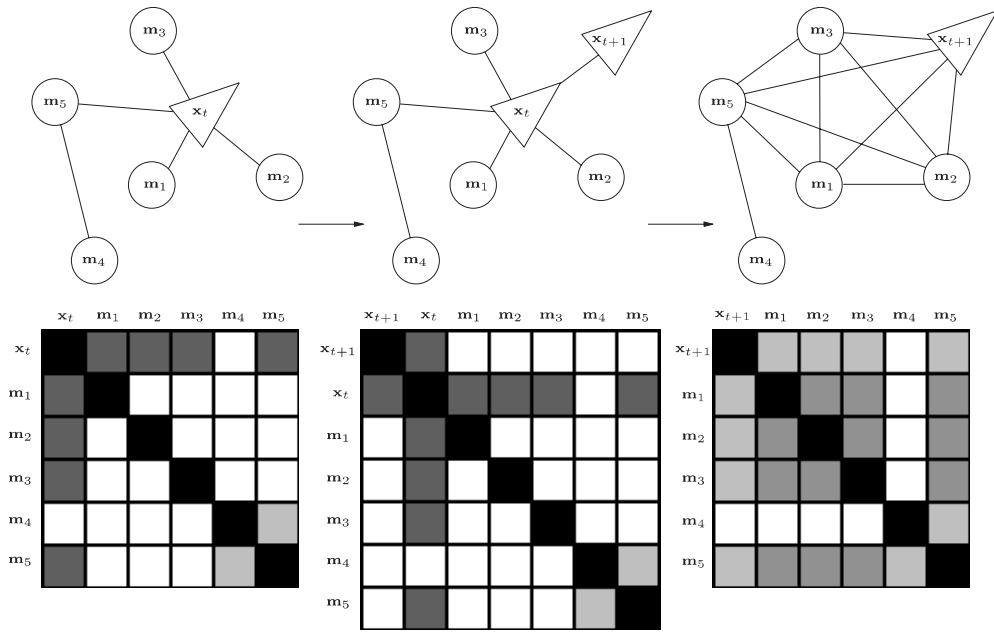 m₃
m₅
xₜ
m₁
m₂
m₄
m₃
xₜ₊₁
m₅
xₜ
m₁
m₂
m₄
m₃
xₜ₊₁
m₅
m₁
m₂
m₄
xₜ m₁ m₂ m₃ m₄ m₅
xₜ
m₁
m₂
m₃
m₄
m₅
xₜ₊₁ xₜ m₁ m₂ m₃ m₄ m₅
xₜ₊₁
xₜ
m₁
m₂
m₃
m₄
m₅
xₜ₊₁ m₁ m₂ m₃ m₄ m₅
xₜ₊₁
m₁
m₂
m₃
m₄
m₅